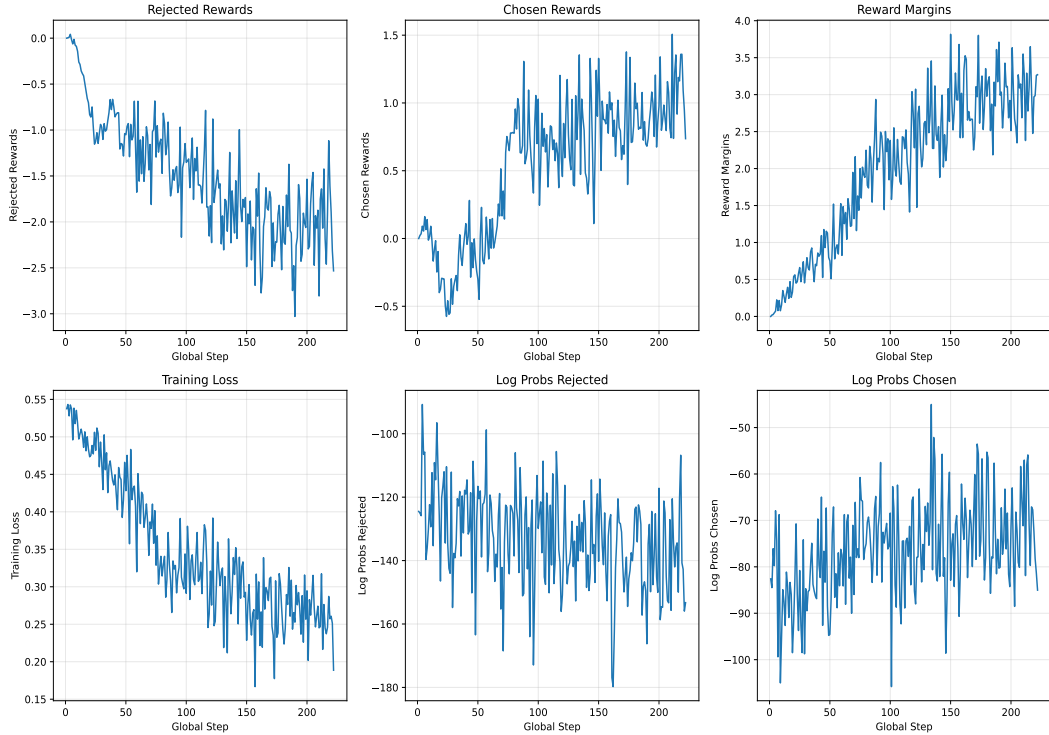 Rejected Rewards
Rejected Rewards
0.0
−0.5
−1.0
−1.5
−2.0
−2.5
−3.0
0 50 100 150 200
Global Step
Chosen Rewards
Chosen Rewards
1.5
1.0
0.5
0.0
−0.5
0 50 100 150 200
Global Step
Reward Margins
Reward Margins
4.0
3.5
3.0
2.5
2.0
1.5
1.0
0.5
0.0
0 50 100 150 200
Global Step
Training Loss
Training Loss
0.55
0.50
0.45
0.40
0.35
0.30
0.25
0.20
0.15
0 50 100 150 200
Global Step
Log Probs Rejected
Log Probs Rejected
−100
−120
−140
−160
−180
0 50 100 150 200
Global Step
Log Probs Chosen
Log Probs Chosen
−50
−60
−70
−80
−90
−100
0 50 100 150 200
Global Step